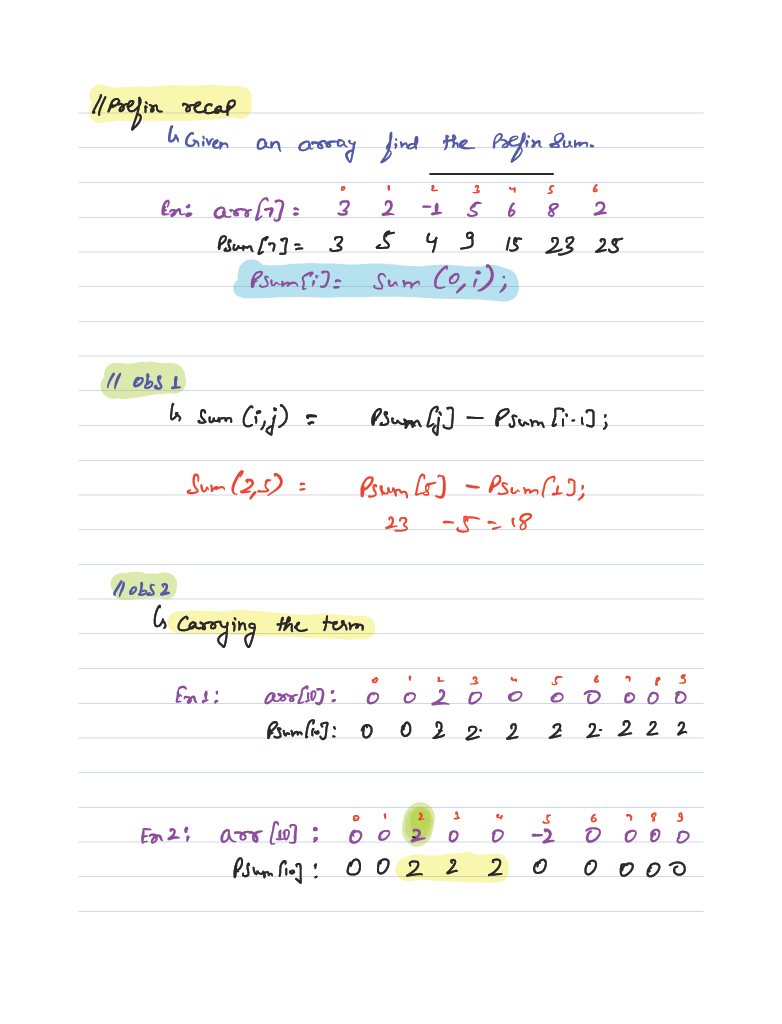 // Prefix recap
↳ Given an array find the prefix sum.
0 1 2 3 4 5 6
Ex: arr[7] = 3 2 -1 5 6 8 2
Psum[7] = 3 5 4 9 15 23 25
Psum[i] = sum (0,i);
// obs 1
↳ sum (i,j) = Psum[j] - Psum[i-1];
Sum(2,5) = Psum[5] - Psum[1];
23 - 5 = 18
// obs 2
↳ Carrying the term
0 1 2 3 4 5 6 7 8 9
Ex 1: arr[10]: 0 0 2 0 0 0 0 0 0 0
Psum[10]: 0 0 2 2 2 2 2 2 2 2
0 1 2 3 4 5 6 7 8 9
Ex 2: arr[10]: 0 0 2 0 0 -2 0 0 0 0
Psum[10]: 0 0 2 2 2 0 0 0 0 0